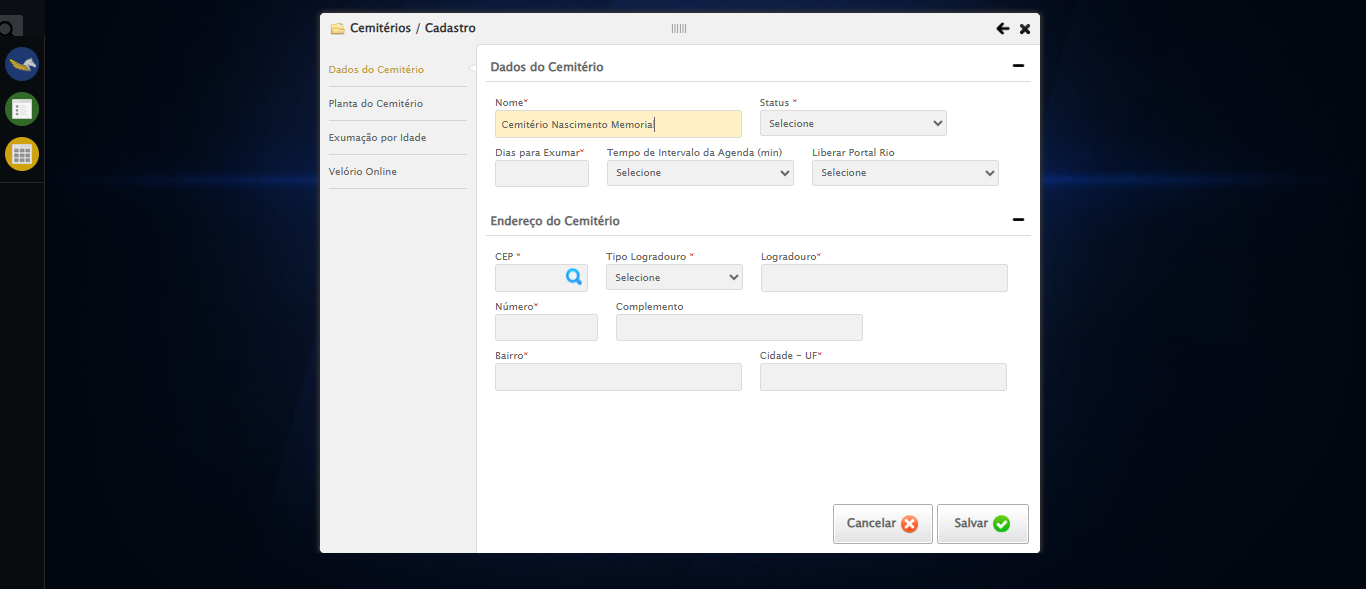 Cemitérios / Cadastro
Dados do Cemitério
Planta do Cemitério
Exumação por Idade
Velório Online
Dados do Cemitério
Nome* Status *
Cemitério Nascimento Memorial Selecione
Dias para Exumar* Tempo de Intervalo da Agenda (min) Liberar Portal Rio
Selecione Selecione
Endereço do Cemitério
CEP * Tipo Logradouro * Logradouro*
Selecione
Número* Complemento
Bairro* Cidade - UF*
Cancelar Salvar